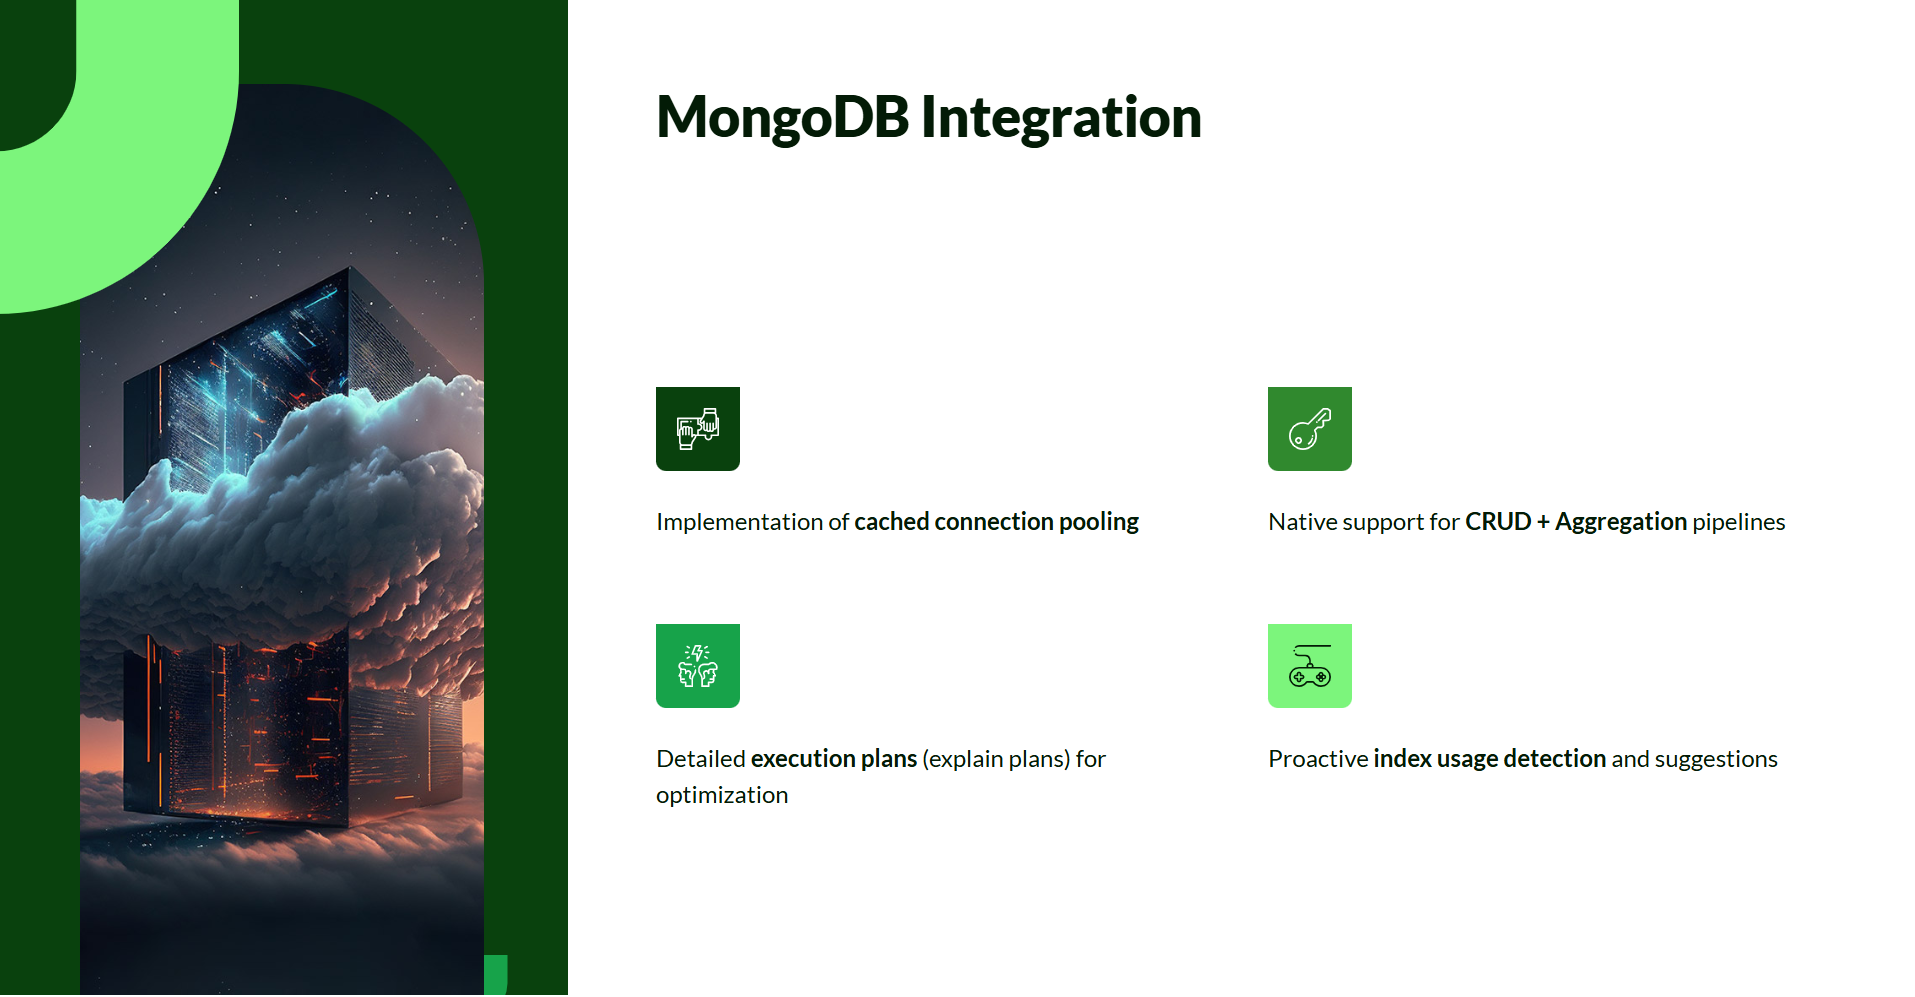 MongoDB Integration
Implementation of cached connection pooling
Native support for CRUD + Aggregation pipelines
Detailed execution plans (explain plans) for
optimization
Proactive index usage detection and suggestions